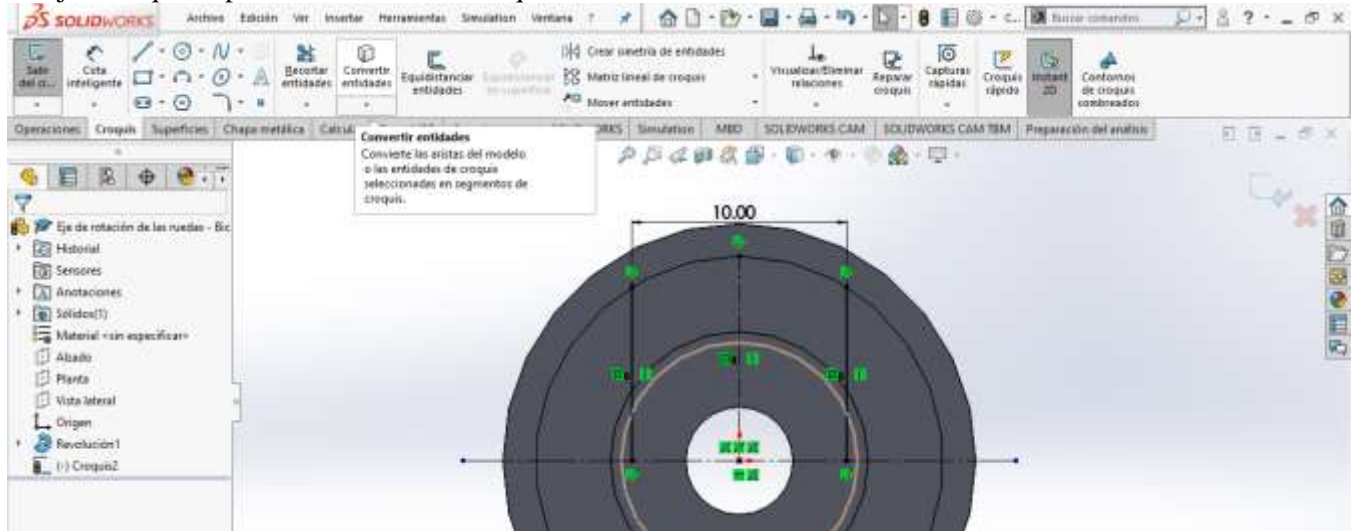 SOLIDWORKS
Archivo Edición Ver Insertar Herramientas Simulation Ventana ?
Buscar comandos
Salir del cr...
Cota inteligente
Recortar entidades
Convertir entidades
Equidistanciar entidades
Crear simetría de entidades
Matriz lineal de croquis
Mover entidades
Visualizar/Eliminar relaciones
Reparar croquis
Capturas rápidas
Croquis rápido
Instant 2D
Contornos de croquis sombreados
Operaciones Croquis Superficies Chapa metálica
Simulation MBD SOLIDWORKS CAM SOLIDWORKS CAM TBM Preparación del análisis
Convertir entidades
Convierte las aristas del modelo
o las entidades de croquis
seleccionadas en segmentos de
croquis.
Eje de rotación de las ruedas - Bic
Historial
Sensores
Anotaciones
Sólidos(1)
Material <sin especificar>
Alzado
Planta
Vista lateral
Origen
Revolución1
(-) Croquis2
10.00